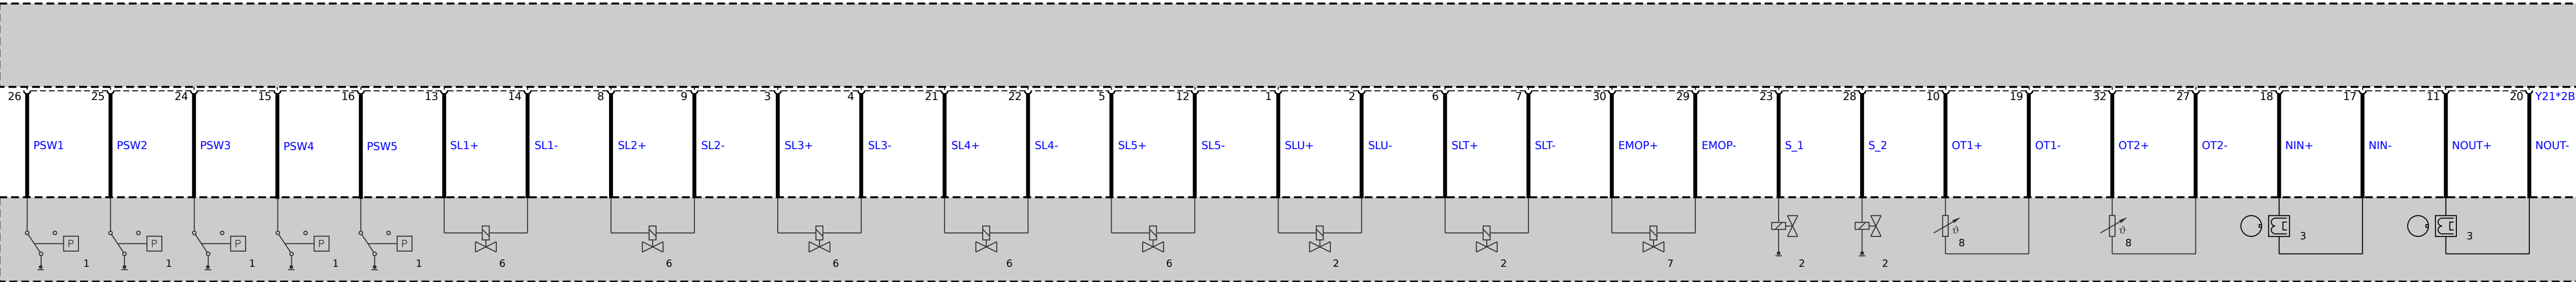 26 25 24 15 16 13 14 8 9 3 4 21 22 5 12 1 2 6 7 30 29 23 28 10 19 32 27 18 17 11 20 Y21*2B
PSW1 PSW2 PSW3 PSW4 PSW5 SL1+ SL1- SL2+ SL2- SL3+ SL3- SL4+ SL4- SL5+ SL5- SLU+ SLU- SLT+ SLT- EMOP+ EMOP- S_1 S_2 OT1+ OT1- OT2+ OT2- NIN+ NIN- NOUT+ NOUT-
P P P P P ϑ ϑ
8 8 3 3
1 1 1 1 1 6 6 6 6 6 2 2 7 2 2